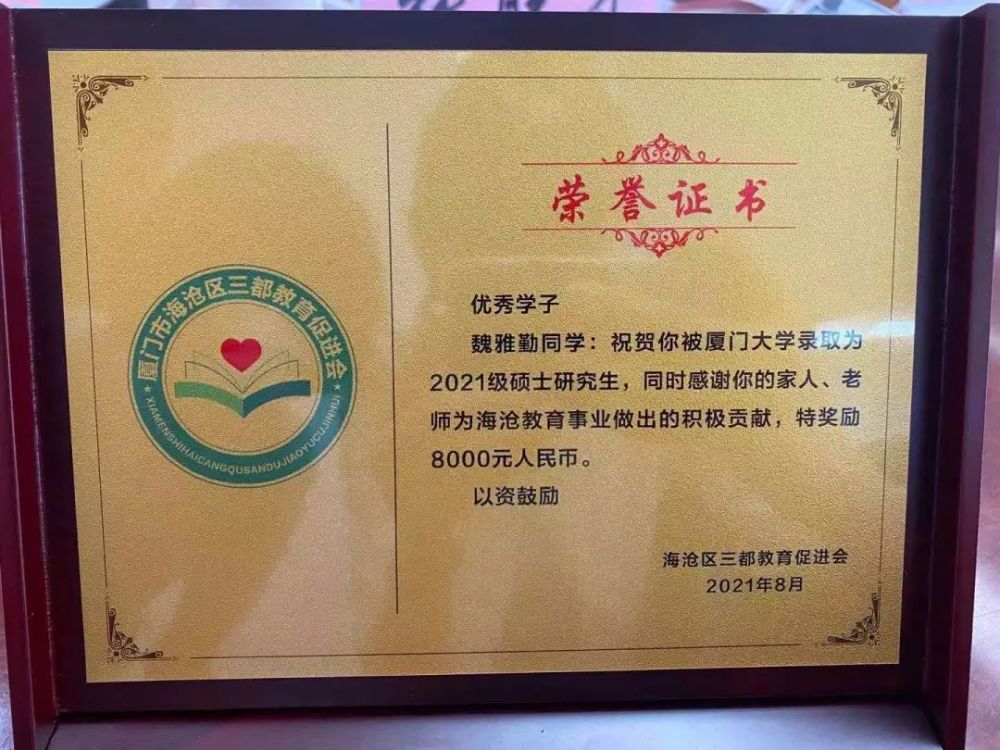 厦门市海沧区三都教育促进会
XIAMENSHIHAICANGQUSANDUJIAOYUCUJINHUI
荣誉证书
优秀学子
魏雅勤同学：祝贺你被厦门大学录取为
2021级硕士研究生，同时感谢你的家人、老
师为海沧教育事业做出的积极贡献，特奖励
8000元人民币。
以资鼓励
海沧区三都教育促进会
2021年8月